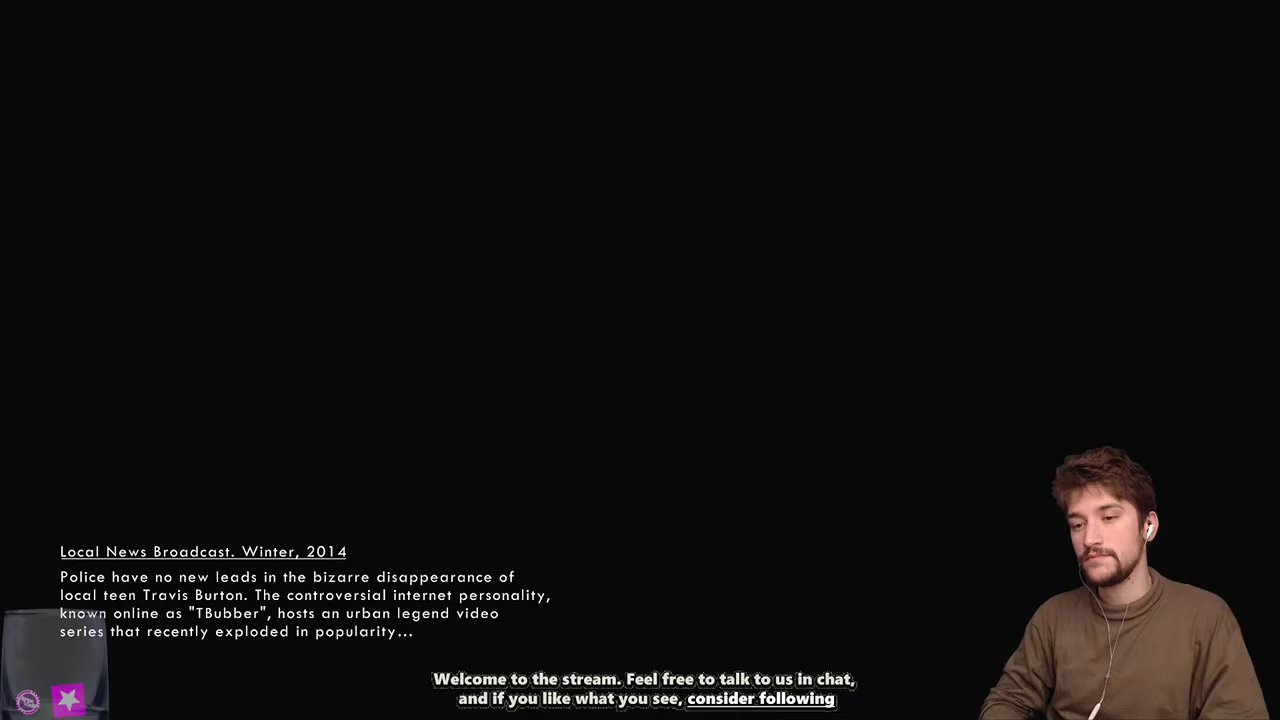 Local News Broadcast. Winter, 2014
Police have no new leads in the bizarre disappearance of
local teen Travis Burton. The controversial internet personality,
known online as "TBubber", hosts an urban legend video
series that recently exploded in popularity...
Welcome to the stream. Feel free to talk to us in chat,
and if you like what you see, consider following